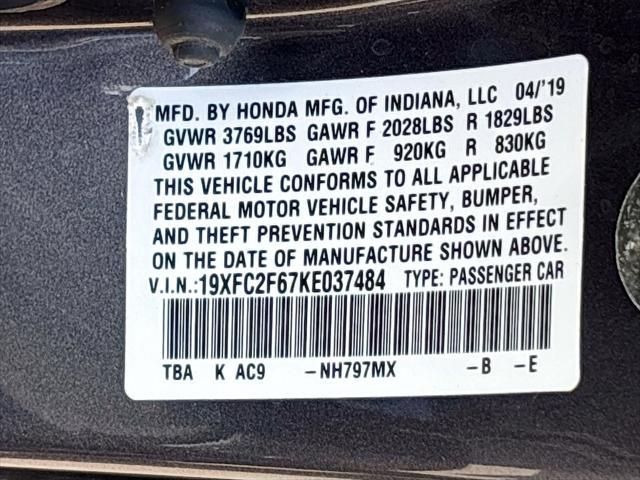 MFD. BY HONDA MFG. OF INDIANA, LLC 04/'19
GVWR 3769LBS GAWR F 2028LBS R 1829LBS
GVWR 1710KG GAWR F 920KG R 830KG
THIS VEHICLE CONFORMS TO ALL APPLICABLE
FEDERAL MOTOR VEHICLE SAFETY, BUMPER,
AND THEFT PREVENTION STANDARDS IN EFFECT
ON THE DATE OF MANUFACTURE SHOWN ABOVE.
V.I.N.:19XFC2F67KE037484 TYPE: PASSENGER CAR
TBA K AC9 -NH797MX -B -E